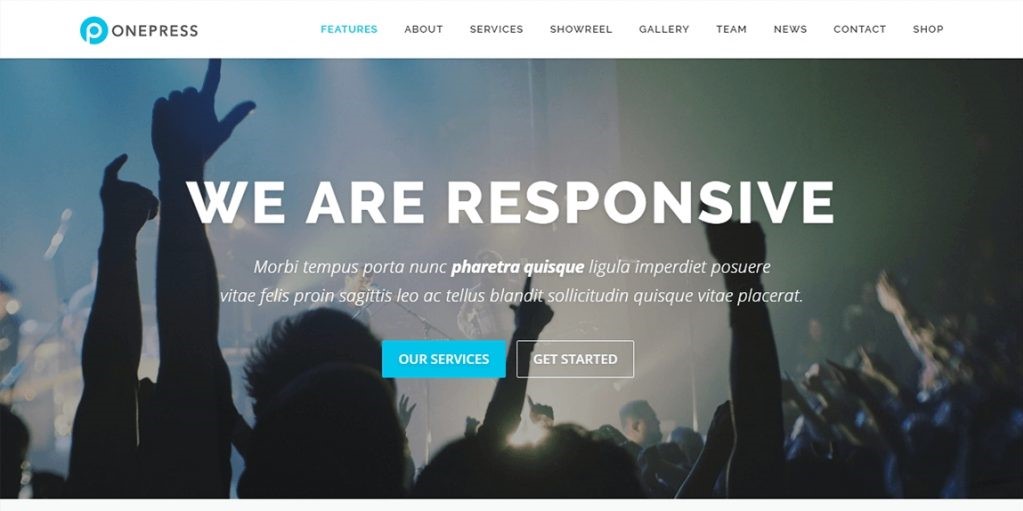 ONEPRESS
FEATURES ABOUT SERVICES SHOWREEL GALLERY TEAM NEWS CONTACT SHOP
WE ARE RESPONSIVE
Morbi tempus porta nunc pharetra quisque ligula imperdiet posuere
vitae felis proin sagittis leo ac tellus blandit sollicitudin quisque vitae placerat.
OUR SERVICES GET STARTED